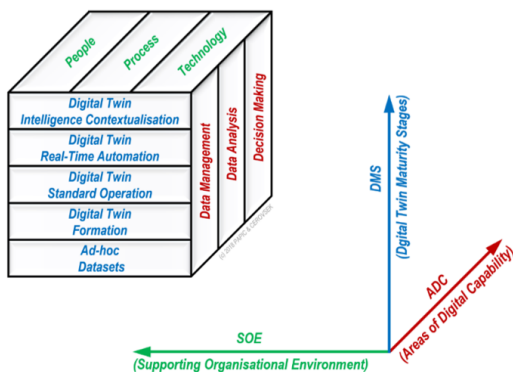 People
Process
Technology
Digital Twin
Intelligence Contextualisation
Digital Twin
Real-Time Automation
Digital Twin
Standard Operation
Digital Twin
Formation
Ad-hoc
Datasets
Data Management
Data Analysis
Decision Making
DMS
(Dgital Twin Maturity Stages)
ADC
(Areas of Digital Capability)
SOE
(Supporting Organisational Environment)